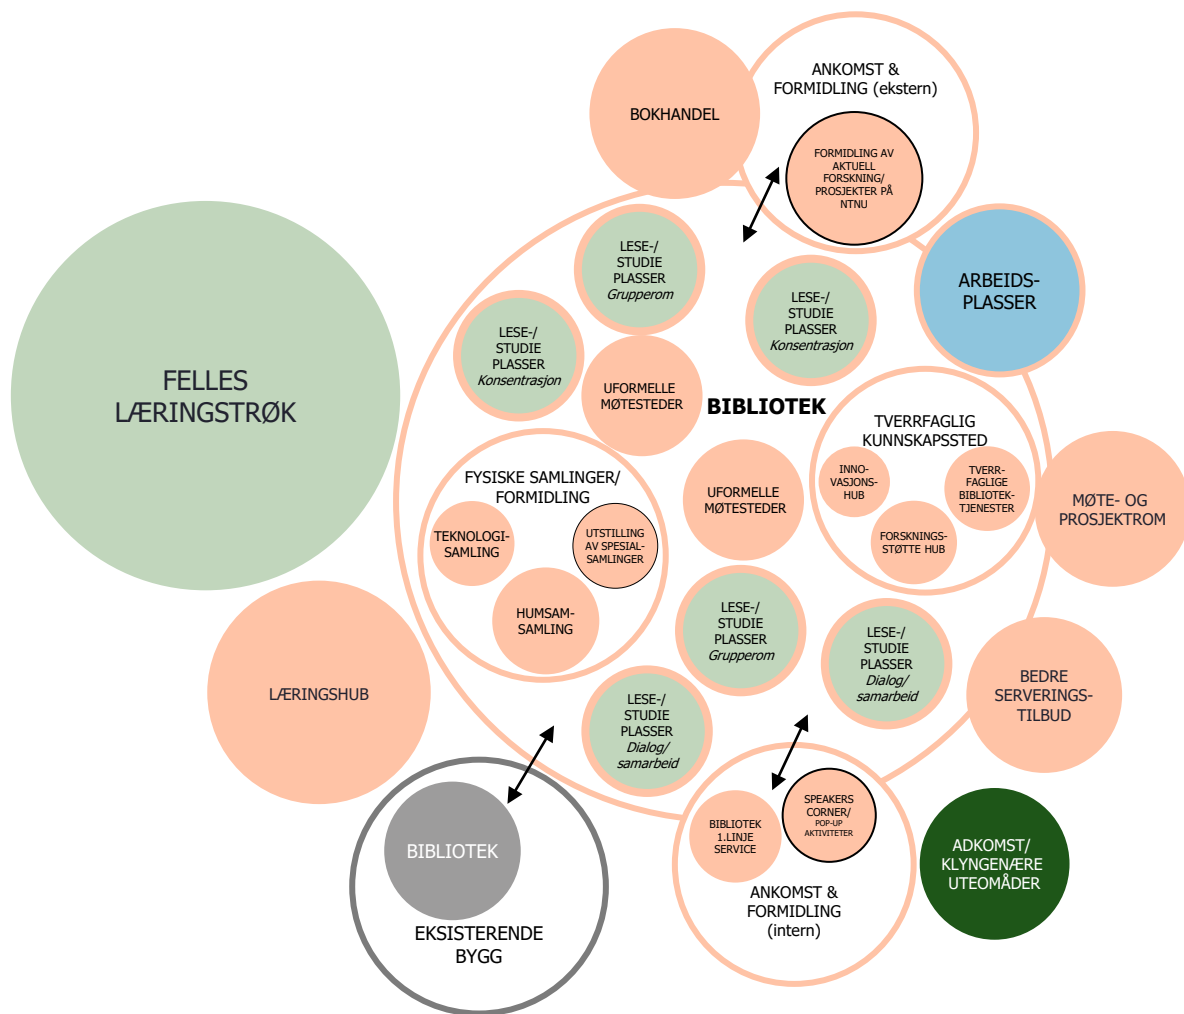 ANKOMST &
FORMIDLING (ekstern)
BOKHANDEL
FORMIDLING AV
AKTUELL
FORSKNING/
PROSJEKTER PÅ
NTNU
LESE-/
STUDIE
PLASSER
Grupperom
LESE-/
STUDIE
PLASSER
Konsentrasjon
ARBEIDS-
PLASSER
LESE-/
STUDIE
PLASSER
Konsentrasjon
FELLES
LÆRINGSTRØK
UFORMELLE
MØTESTEDER
BIBLIOTEK
TVERRFAGLIG
KUNNSKAPSSTED
INNO-
VASJONS-
HUB
TVERR-
FAGLIGE
BIBLIOTEK-
TJENESTER
FORSKNINGS-
STØTTE HUB
FYSISKE SAMLINGER/
FORMIDLING
TEKNOLOGI-
SAMLING
UTSTILLING
AV SPESIAL-
SAMLINGER
HUMSAM-
SAMLING
UFORMELLE
MØTESTEDER
MØTE- OG
PROSJEKTROM
LESE-/
STUDIE
PLASSER
Grupperom
LESE-/
STUDIE
PLASSER
Dialog/
samarbeid
LÆRINGSHUB
BEDRE
SERVERINGS-
TILBUD
LESE-/
STUDIE
PLASSER
Dialog/
samarbeid
BIBLIOTEK
EKSISTERENDE
BYGG
BIBLIOTEK
1.LINJE
SERVICE
SPEAKERS
CORNER/
POP-UP
AKTIVITETER
ANKOMST &
FORMIDLING
(intern)
ADKOMST/
KLYNGENÆRE
UTEOMÅDER